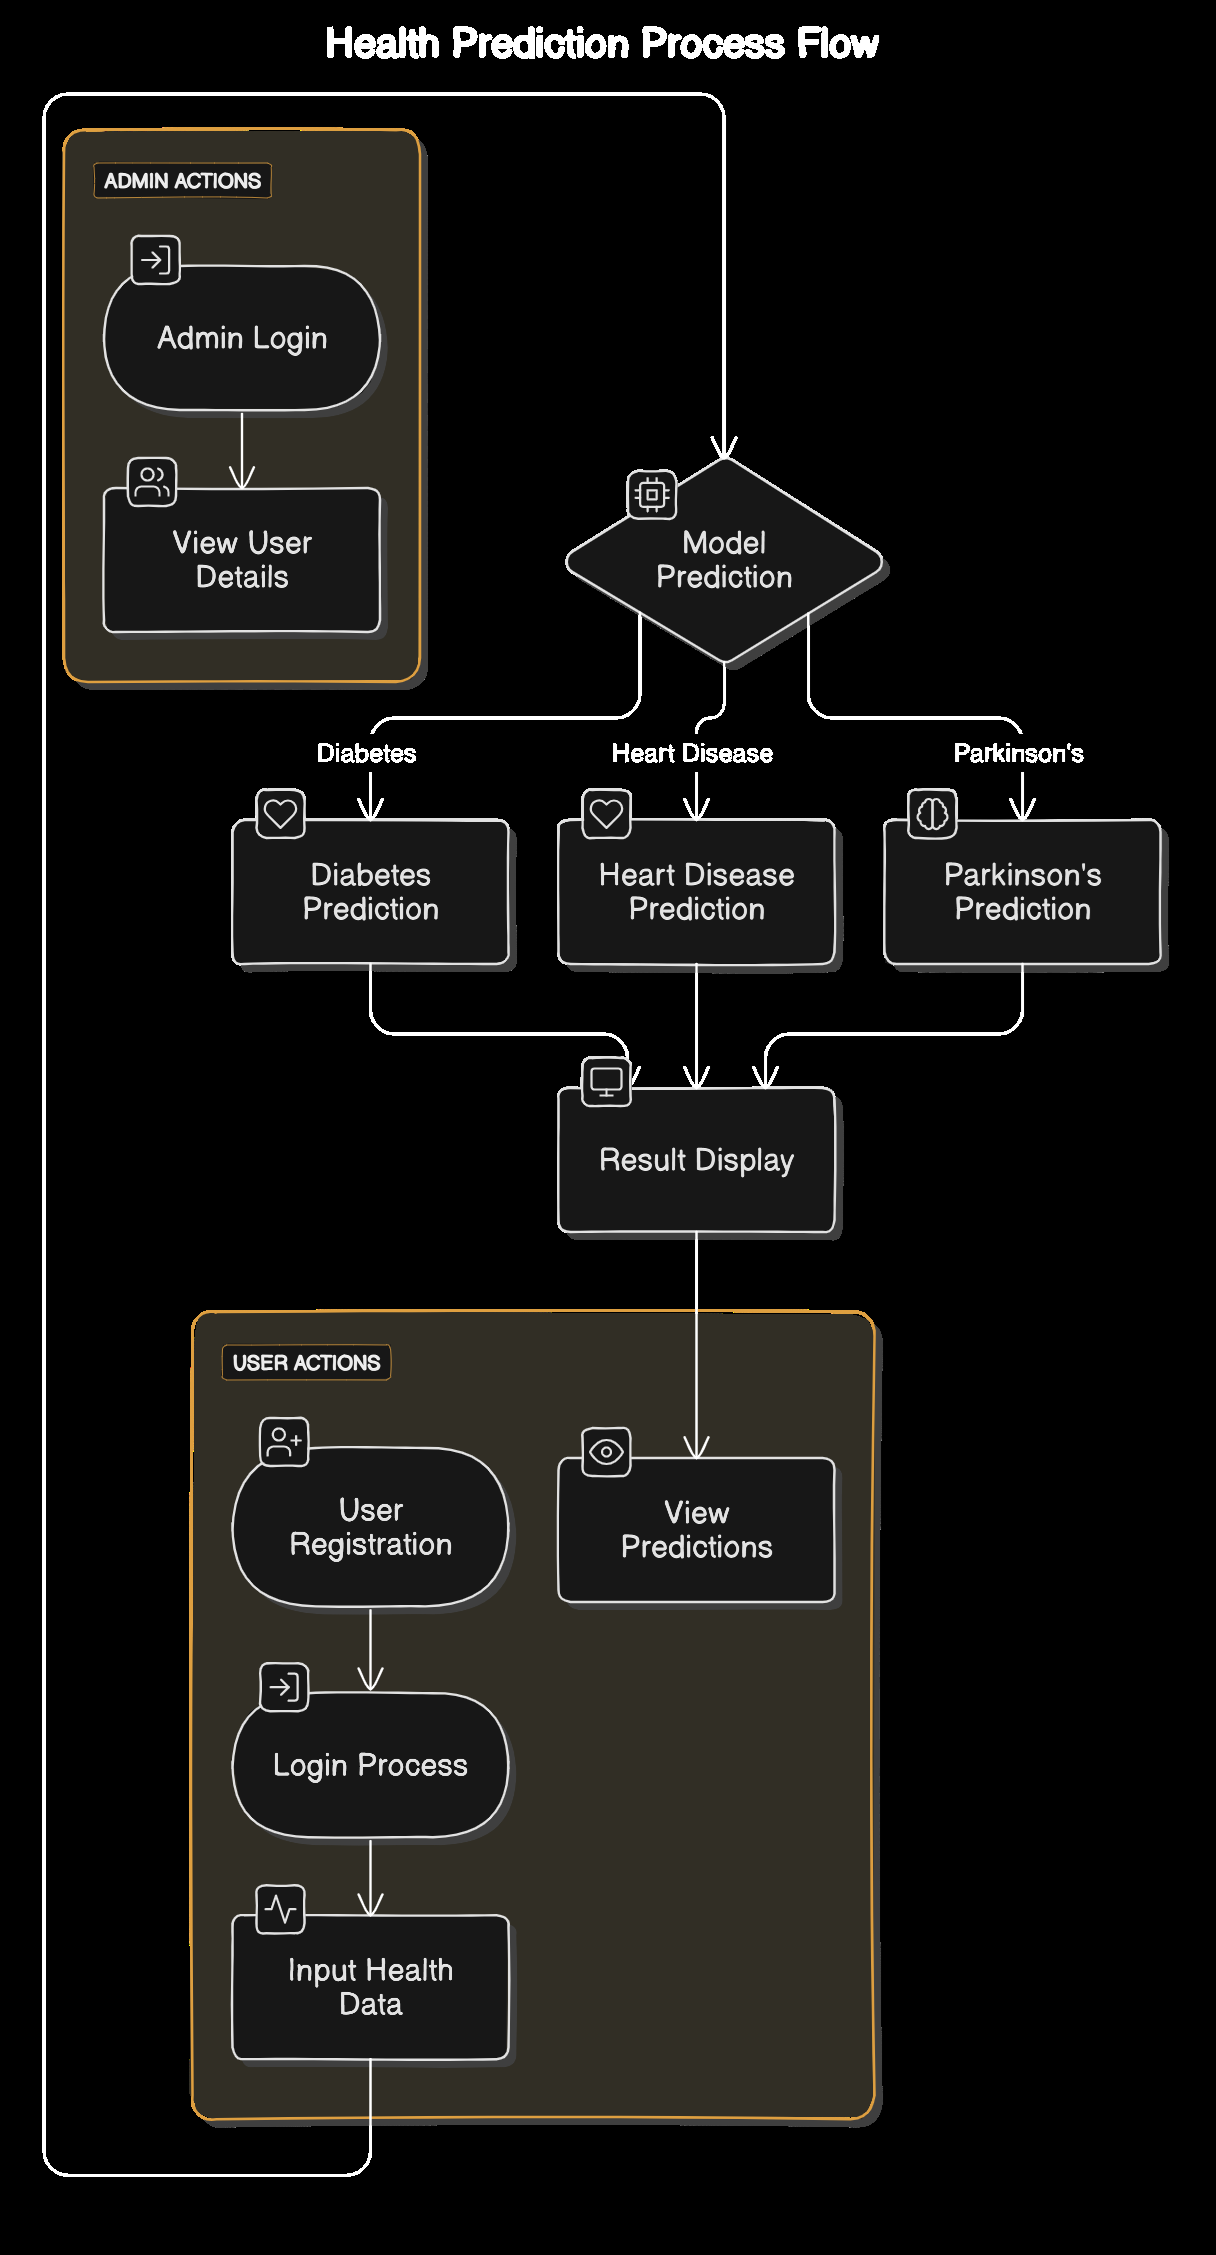 Health Prediction Process Flow
ADMIN ACTIONS
Admin Login
View User
Details
Model
Prediction
Diabetes
Heart Disease
Parkinson's
Diabetes
Prediction
Heart Disease
Prediction
Parkinson's
Prediction
Result Display
USER ACTIONS
User
Registration
View
Predictions
Login Process
Input Health
Data